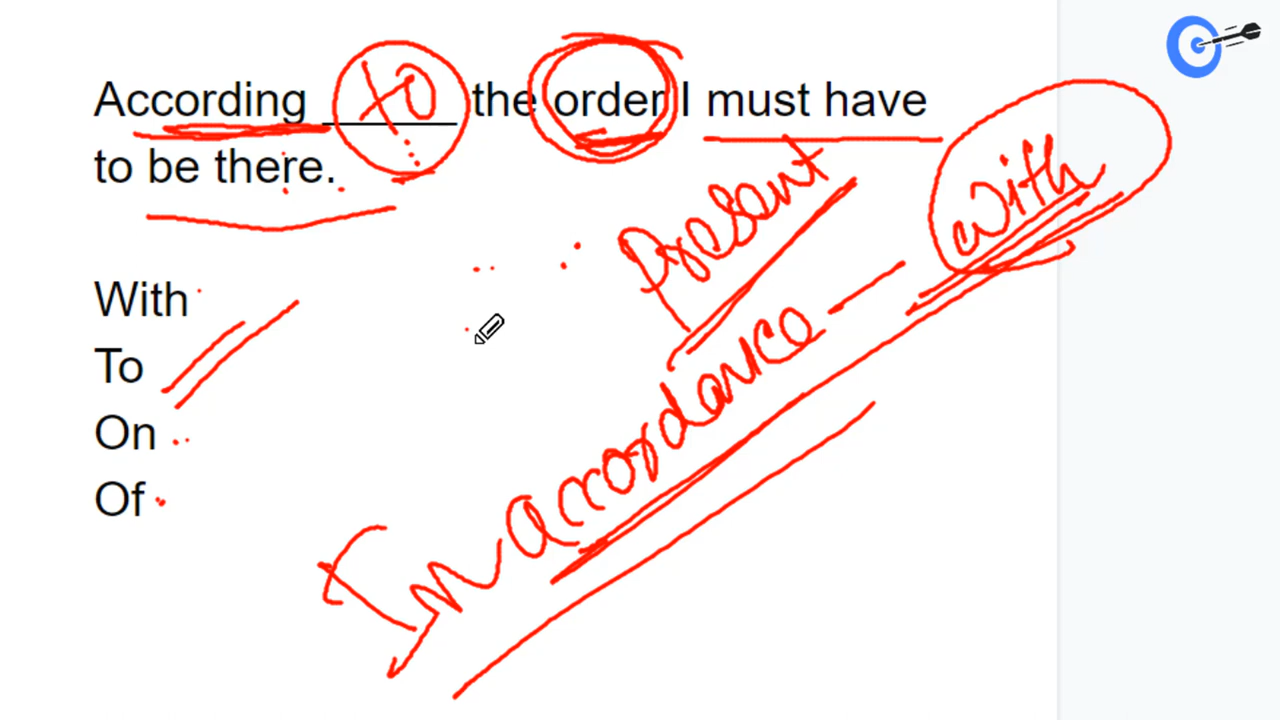 According to the order I must have
to be there.
Present
with
With
To
On
Of
In accordance -